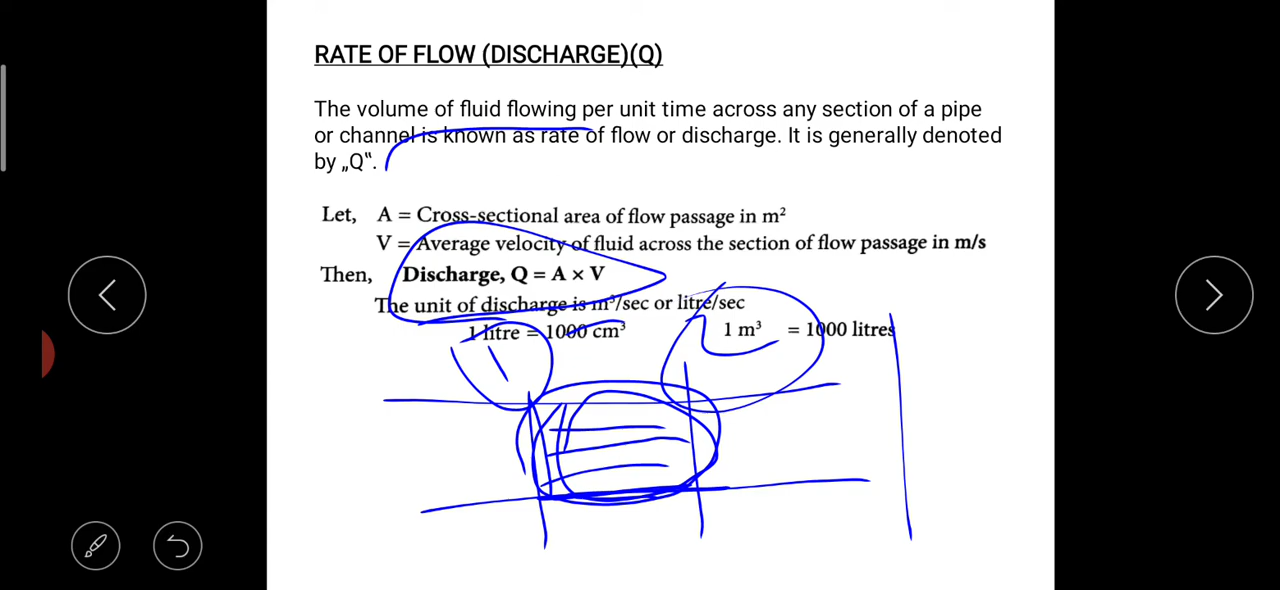 RATE OF FLOW (DISCHARGE)(Q)
The volume of fluid flowing per unit time across any section of a pipe
or channel is known as rate of flow or discharge. It is generally denoted
by „Q‟.
Let, A = Cross-sectional area of flow passage in m²
V = Average velocity of fluid across the section of flow passage in m/s
Then, Discharge, Q = A × V
The unit of discharge is m³/sec or litre/sec
1 litre = 1000 cm³ 1 m³ = 1000 litres